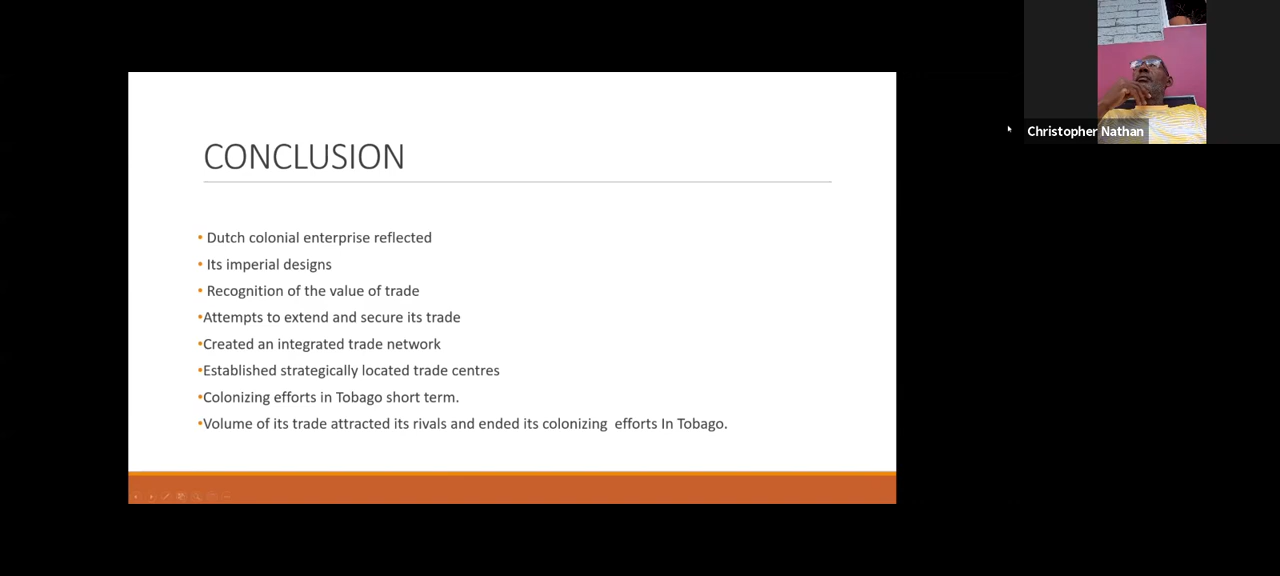 CONCLUSION
• Dutch colonial enterprise reflected
• Its imperial designs
• Recognition of the value of trade
•Attempts to extend and secure its trade
•Created an integrated trade network
•Established strategically located trade centres
•Colonizing efforts in Tobago short term.
•Volume of its trade attracted its rivals and ended its colonizing  efforts In Tobago.
Christopher Nathan